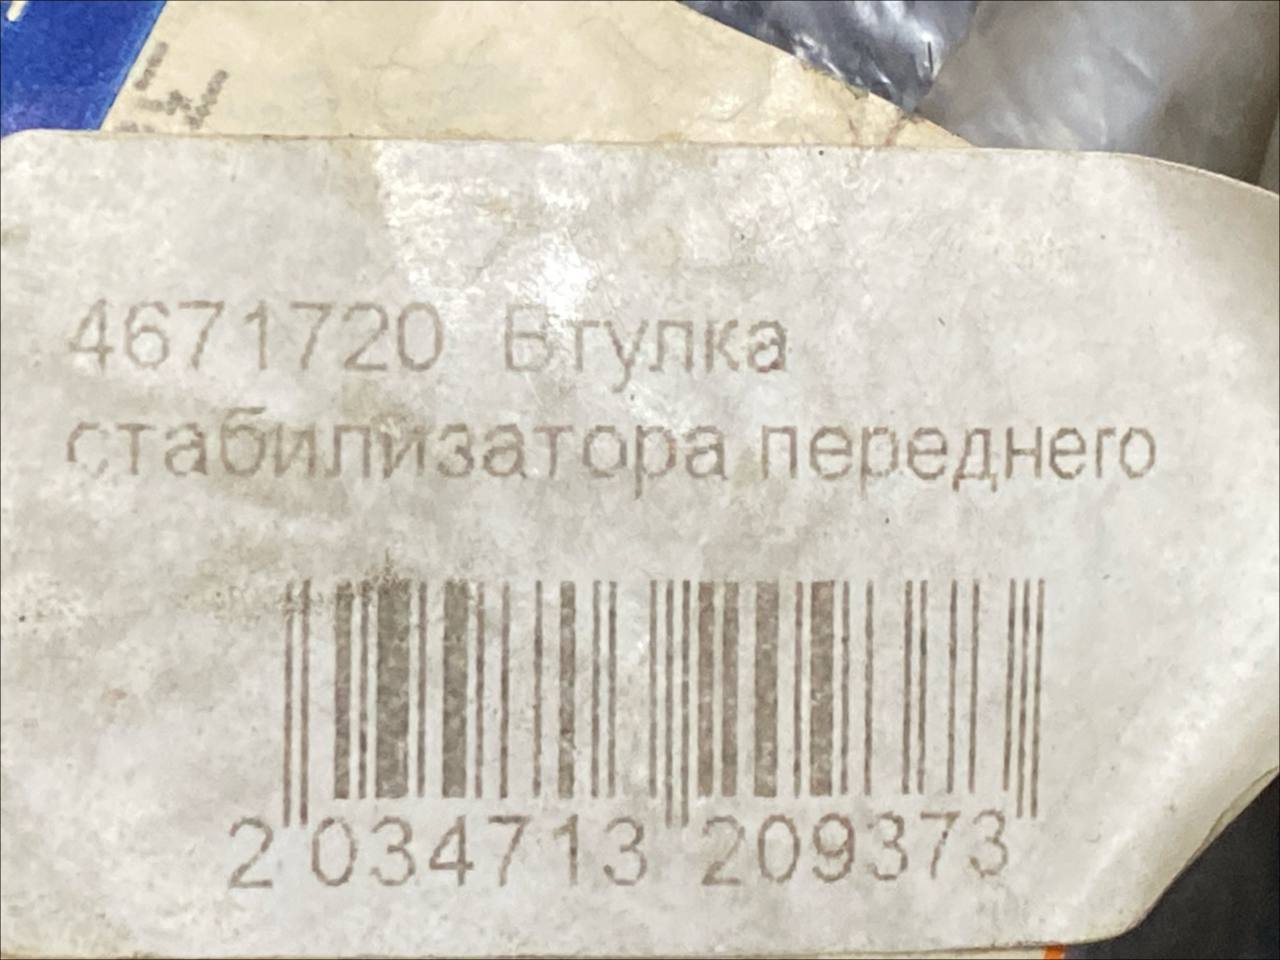 4671720 Втулка
стабилизатора переднего
2 034713 209373